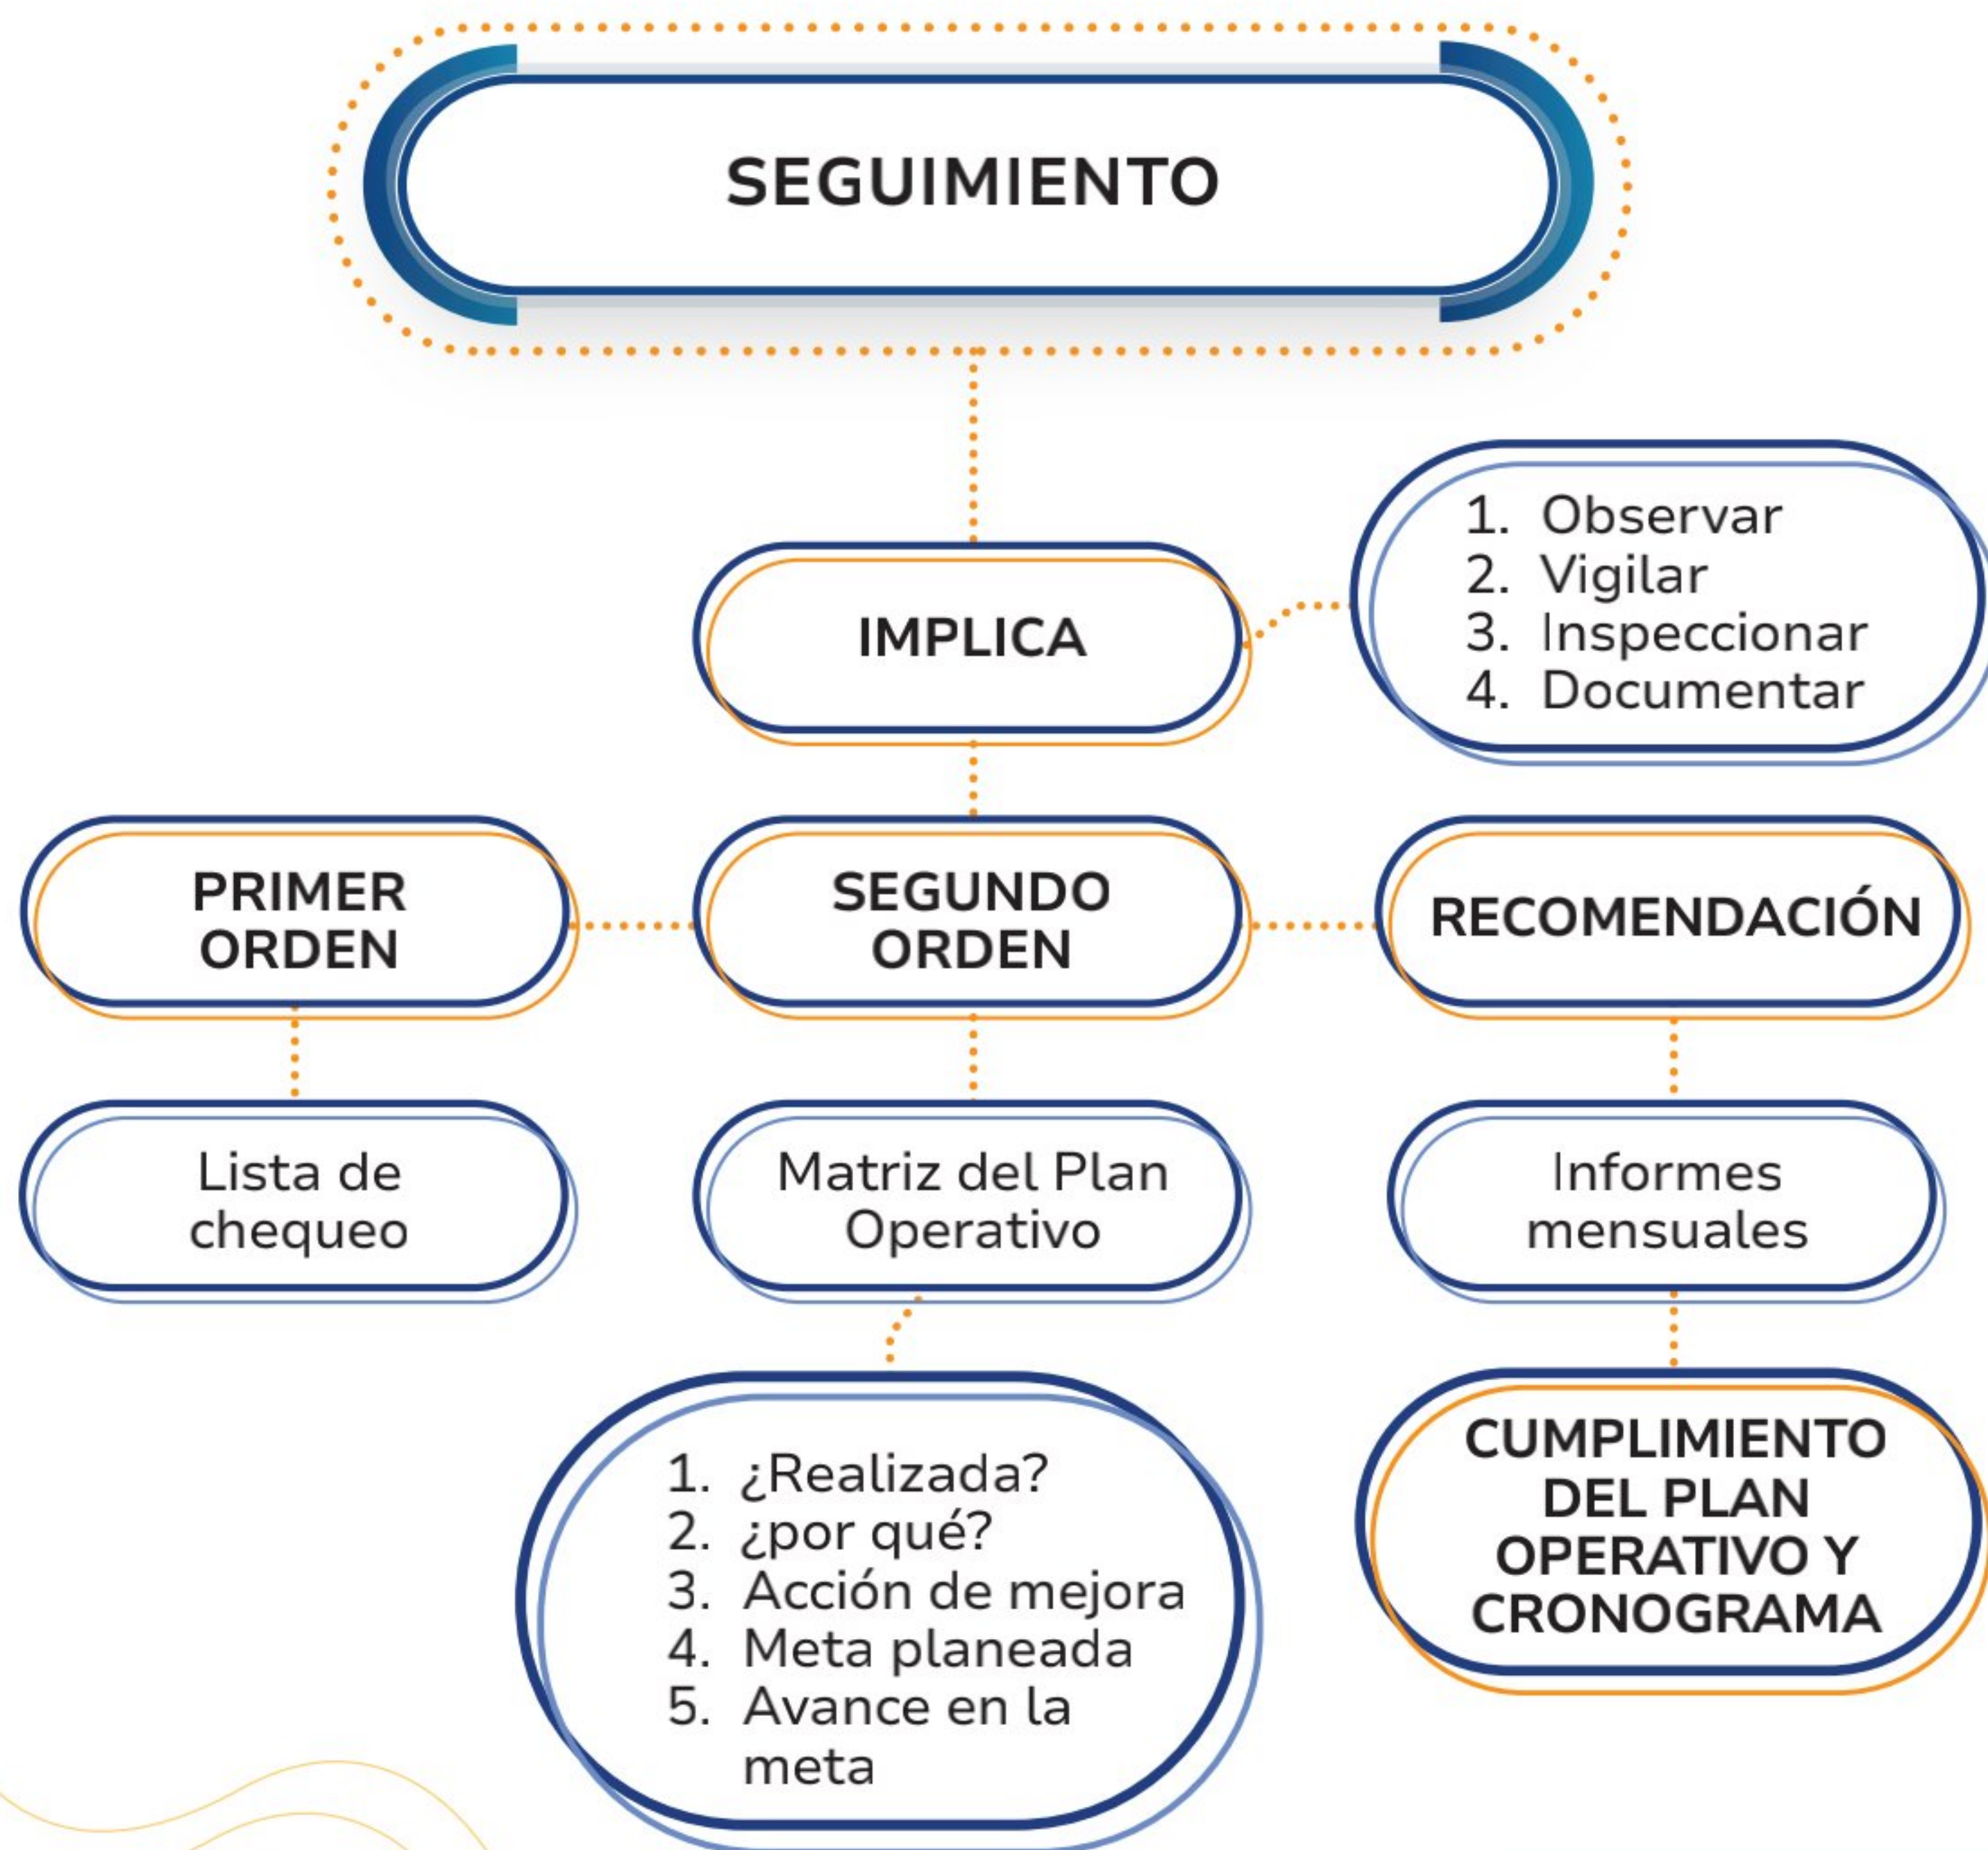 SEGUIMIENTO
IMPLICA
1. Observar
2. Vigilar
3. Inspeccionar
4. Documentar
PRIMER
ORDEN
SEGUNDO
ORDEN
RECOMENDACIÓN
Lista de
chequeo
Matriz del Plan
Operativo
Informes
mensuales
1. ¿Realizada?
2. ¿por qué?
3. Acción de mejora
4. Meta planeada
5. Avance en la
meta
CUMPLIMIENTO
DEL PLAN
OPERATIVO Y
CRONOGRAMA